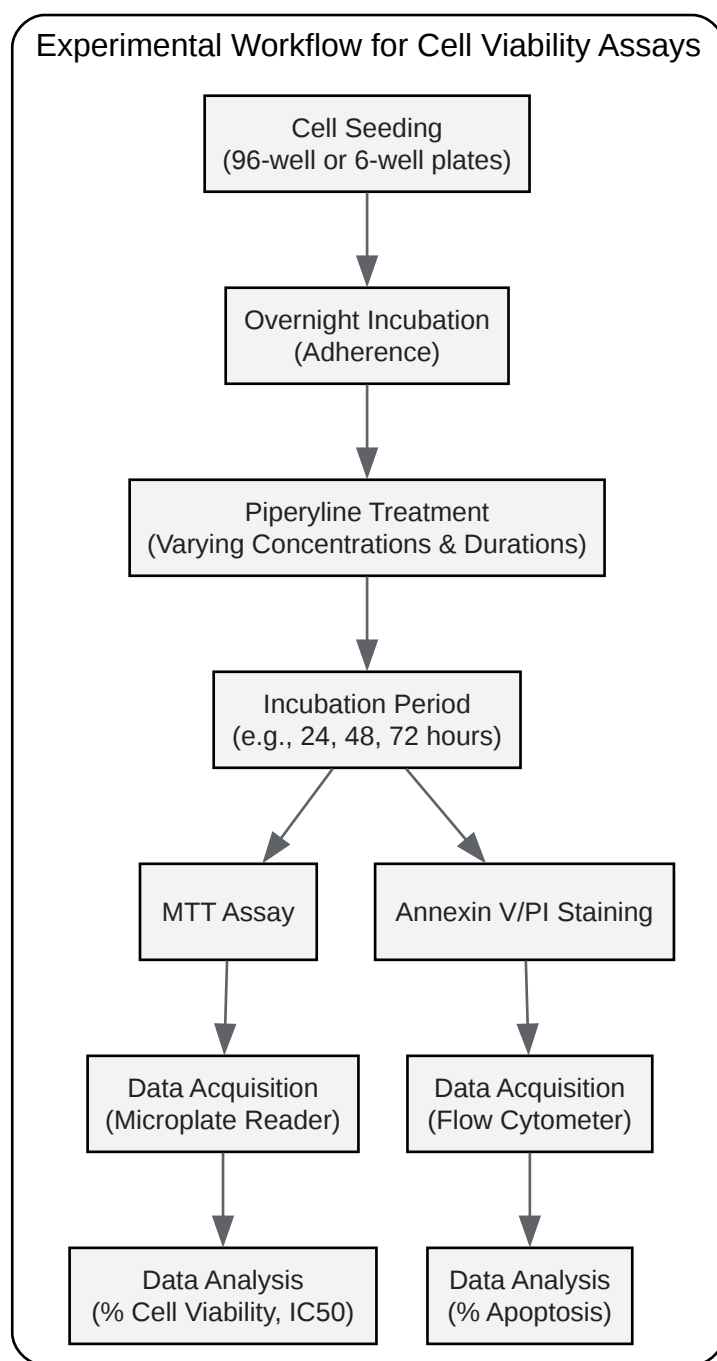 Experimental Workflow for Cell Viability Assays
Cell Seeding
(96-well or 6-well plates)
Overnight Incubation
(Adherence)
Piperyline Treatment
(Varying Concentrations & Durations)
Incubation Period
(e.g., 24, 48, 72 hours)
MTT Assay
Annexin V/PI Staining
Data Acquisition
(Microplate Reader)
Data Acquisition
(Flow Cytometer)
Data Analysis
(% Cell Viability, IC50)
Data Analysis
(% Apoptosis)